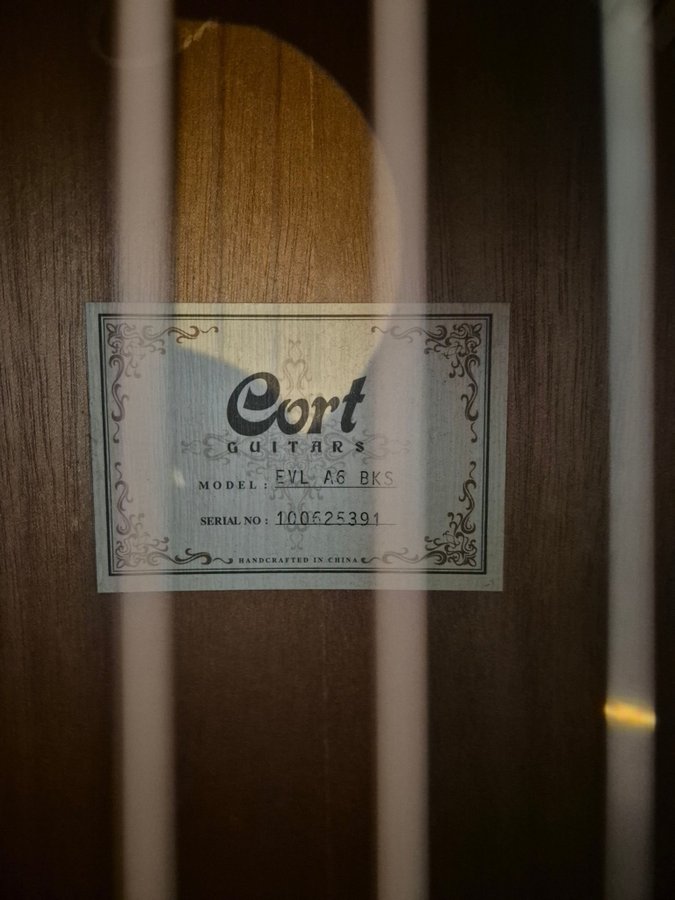 Cort
GUITARS
MODEL: EVL A6 BKS
SERIAL NO: 100625391
HANDCRAFTED IN CHINA